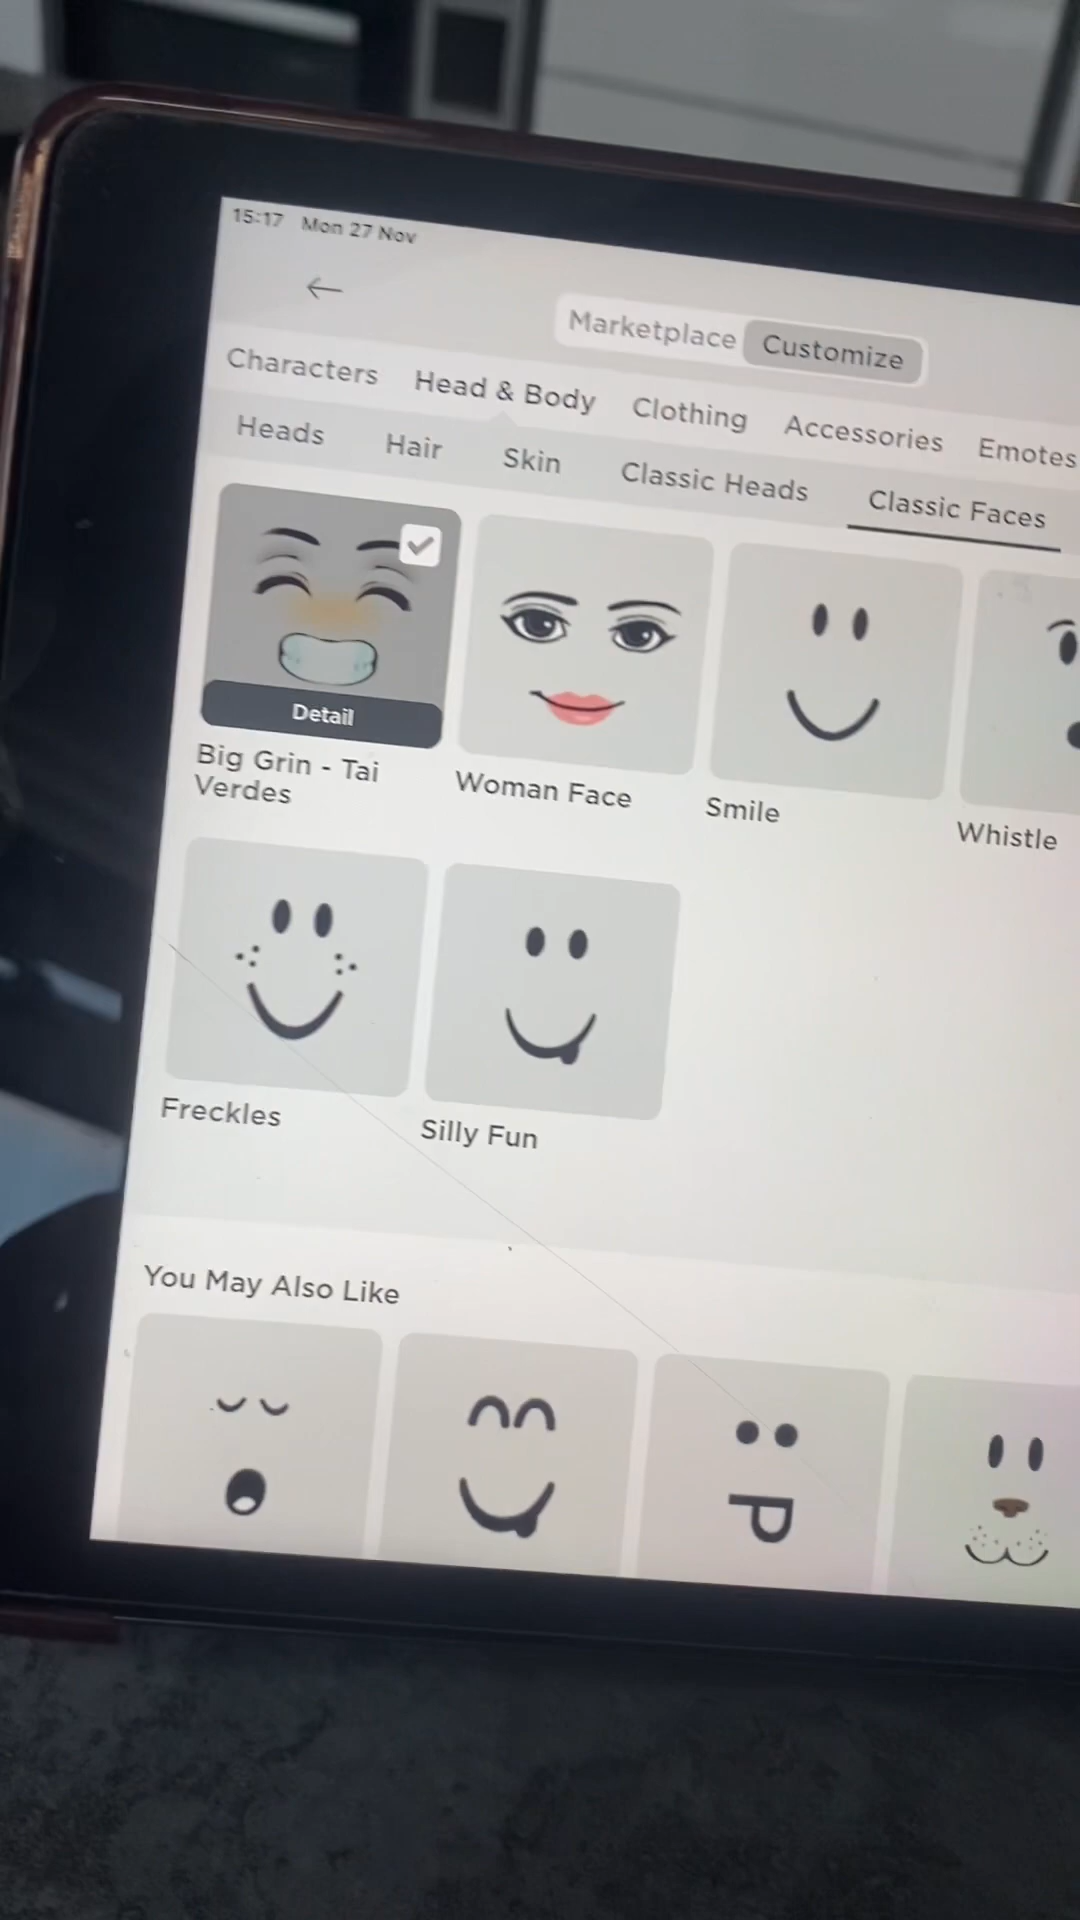 15:17 Mon 27 Nov
Marketplace Customize
Characters Head & Body Clothing Accessories Emotes
Heads Hair Skin Classic Heads Classic Faces
Detail
Big Grin - Tai
Verdes
Woman Face
Smile
Whistle
Freckles
Silly Fun
You May Also Like